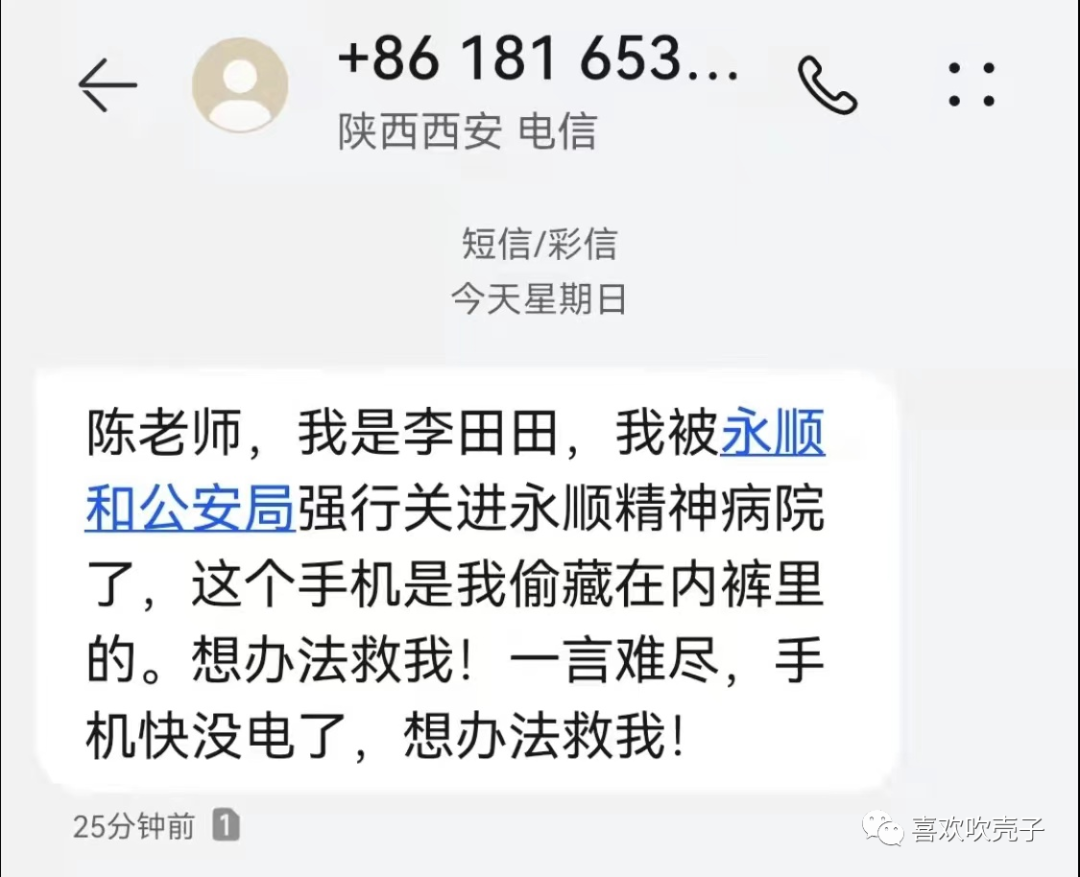 +86 181 653...
陕西西安 电信
短信/彩信
今天星期日
陈老师，我是李田田，我被永顺
和公安局强行关进永顺精神病院
了，这个手机是我偷藏在内裤里
的。想办法救我！一言难尽，手
机快没电了，想办法救我！
25分钟前 1
喜欢吹壳子